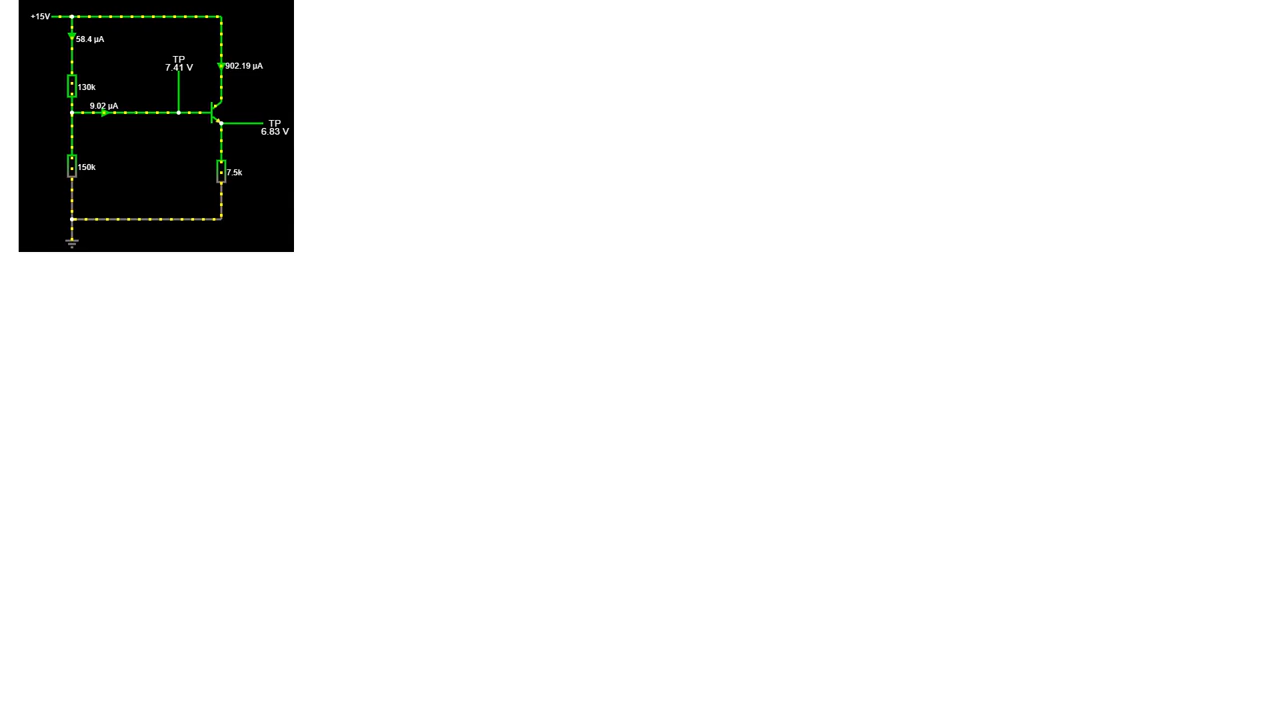 +15V
58.4 µA
TP
7.41 V
902.19 µA
130k
9.02 µA
TP
6.83 V
150k
7.5k